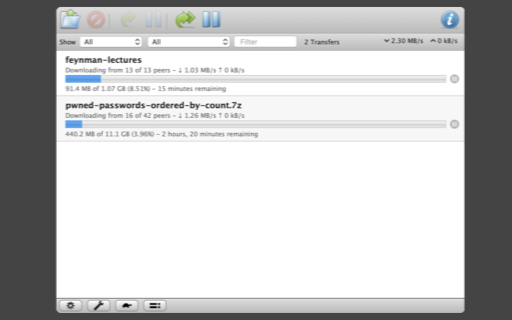 Show All All Filter 2 Transfers 2.30 MB/s 0 kB/s
feynman-lectures
Downloading from 13 of 13 peers - ↓ 1.03 MB/s ↑ 0 kB/s
91.4 MB of 1.07 GB (8.51%) - 15 minutes remaining
pwned-passwords-ordered-by-count.7z
Downloading from 16 of 42 peers - ↓ 1.26 MB/s ↑ 0 kB/s
440.2 MB of 11.1 GB (3.96%) - 2 hours, 20 minutes remaining